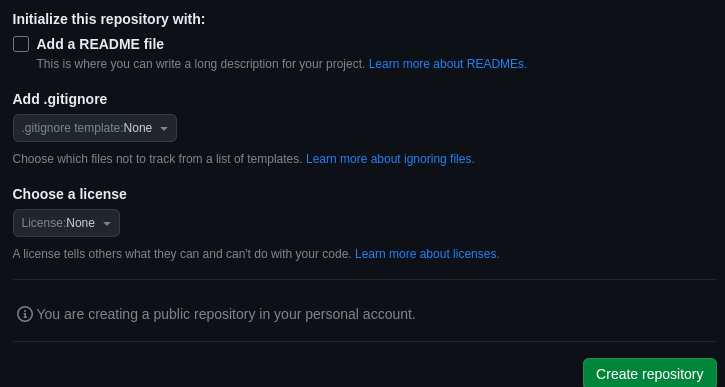 Initialize this repository with:
Add a README file
This is where you can write a long description for your project. Learn more about READMEs.
Add .gitignore
.gitignore template:None
Choose which files not to track from a list of templates. Learn more about ignoring files.
Choose a license
License:None
A license tells others what they can and can't do with your code. Learn more about licenses.
You are creating a public repository in your personal account.
Create repository